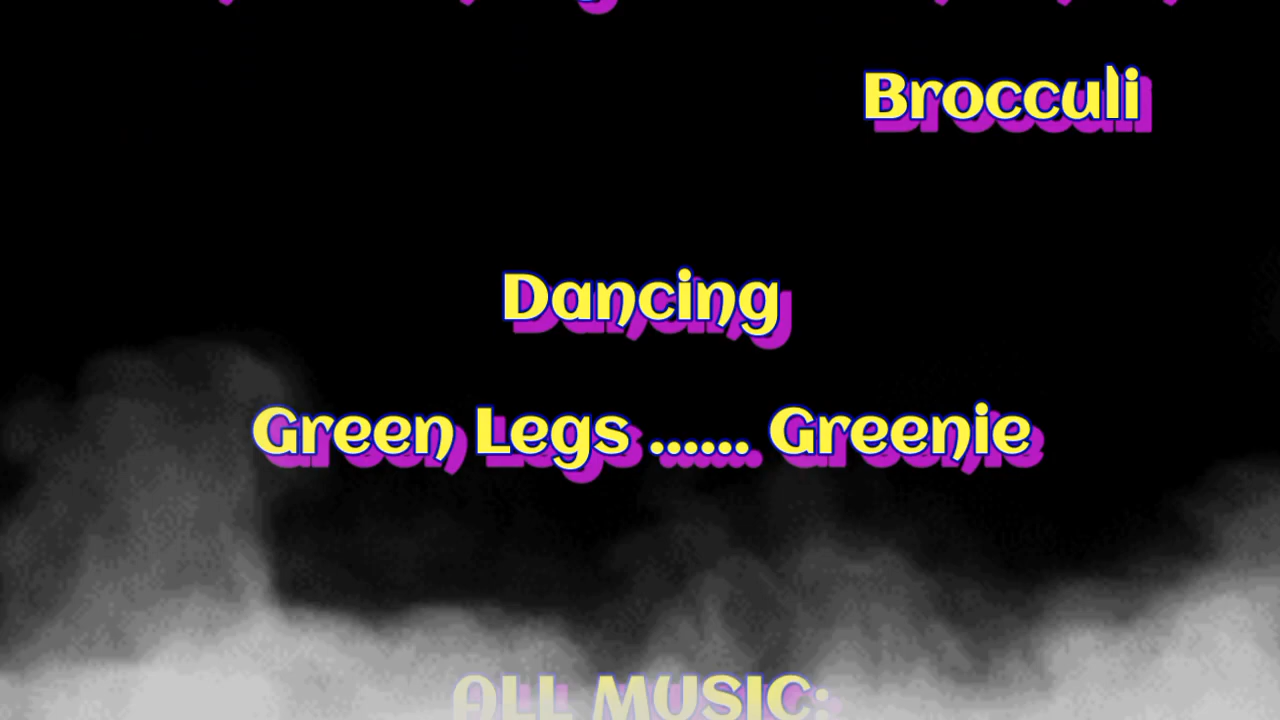 Brocculi
Dancing
Green Legs ...... Greenie
ALL MUSIC: